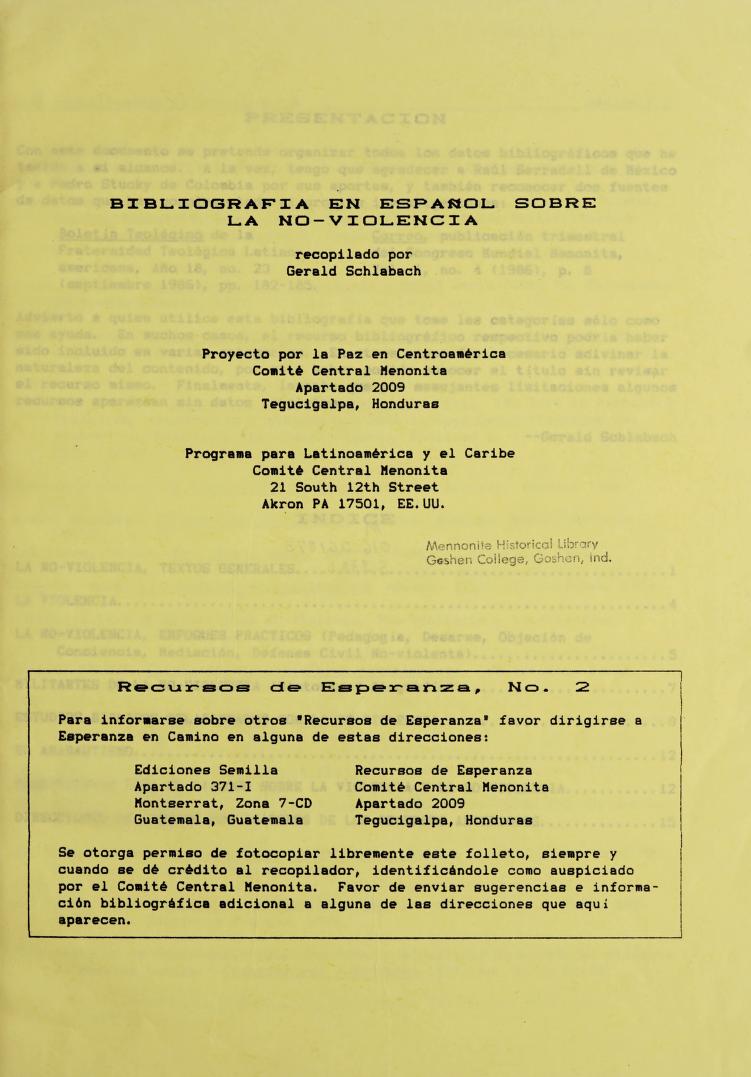 BIBLIOGRAFIA EN ESPAÑOL SOBRE
LA NO-VIOLENCIA
recopilado por
Gerald Schlabach
Proyecto por la Paz en Centroamérica
Comité Central Menonita
Apartado 2009
Tegucigalpa, Honduras
Programa para Latinoamérica y el Caribe
Comité Central Menonita
21 South 12th Street
Akron PA 17501, EE.UU.
Mennonite Historical Library
Goshen College, Goshen, Ind.
Recursos de Esperanza, No. 2
Para informarse sobre otros "Recursos de Esperanza" favor dirigirse a
Esperanza en Camino en alguna de estas direcciones:
Ediciones Semilla Recursos de Esperanza
Apartado 371-I Comité Central Menonita
Montserrat, Zona 7-CD Apartado 2009
Guatemala, Guatemala Tegucigalpa, Honduras
Se otorga permiso de fotocopiar libremente este folleto, siempre y
cuando se dé crédito al recopilador, identificándole como auspiciado
por el Comité Central Menonita. Favor de enviar sugerencias e informa-
ción bibliográfica adicional a alguna de las direcciones que aquí
aparecen.